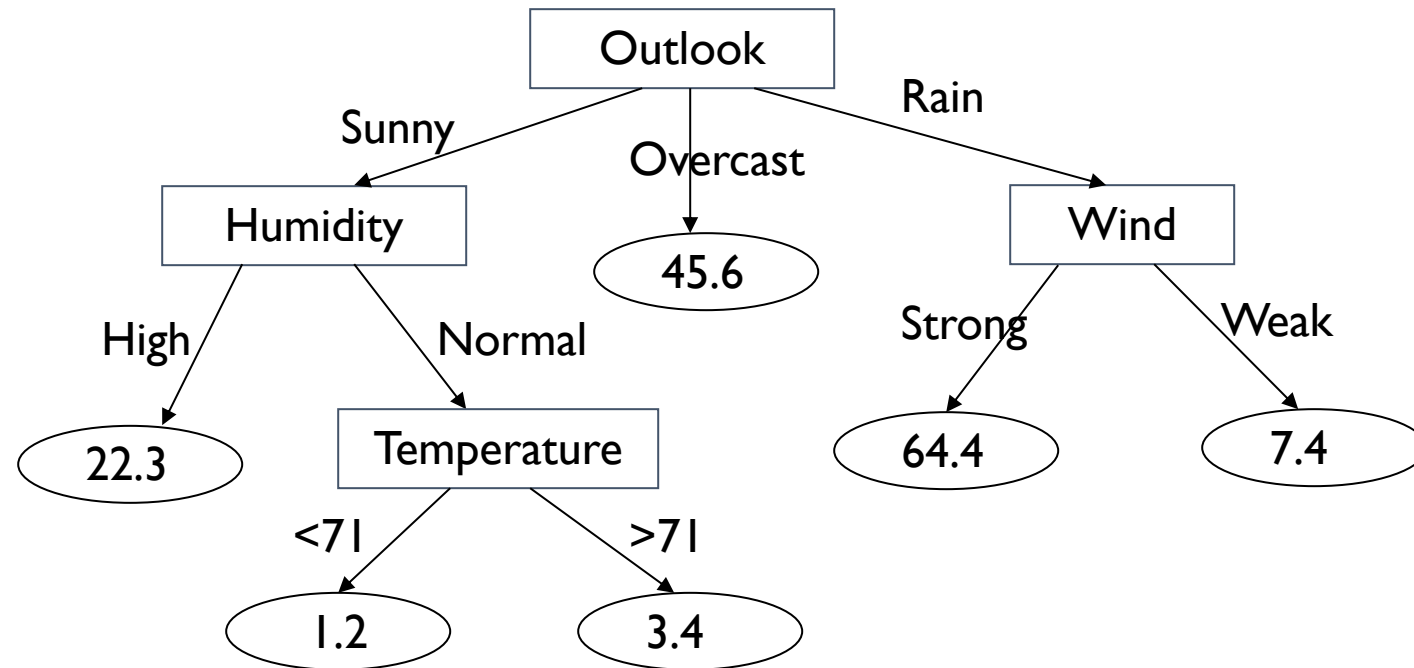 Outlook
Sunny
Overcast
Rain
Humidity
45.6
Wind
High
Normal
Strong
Weak
22.3
Temperature
64.4
7.4
<71
>71
1.2
3.4